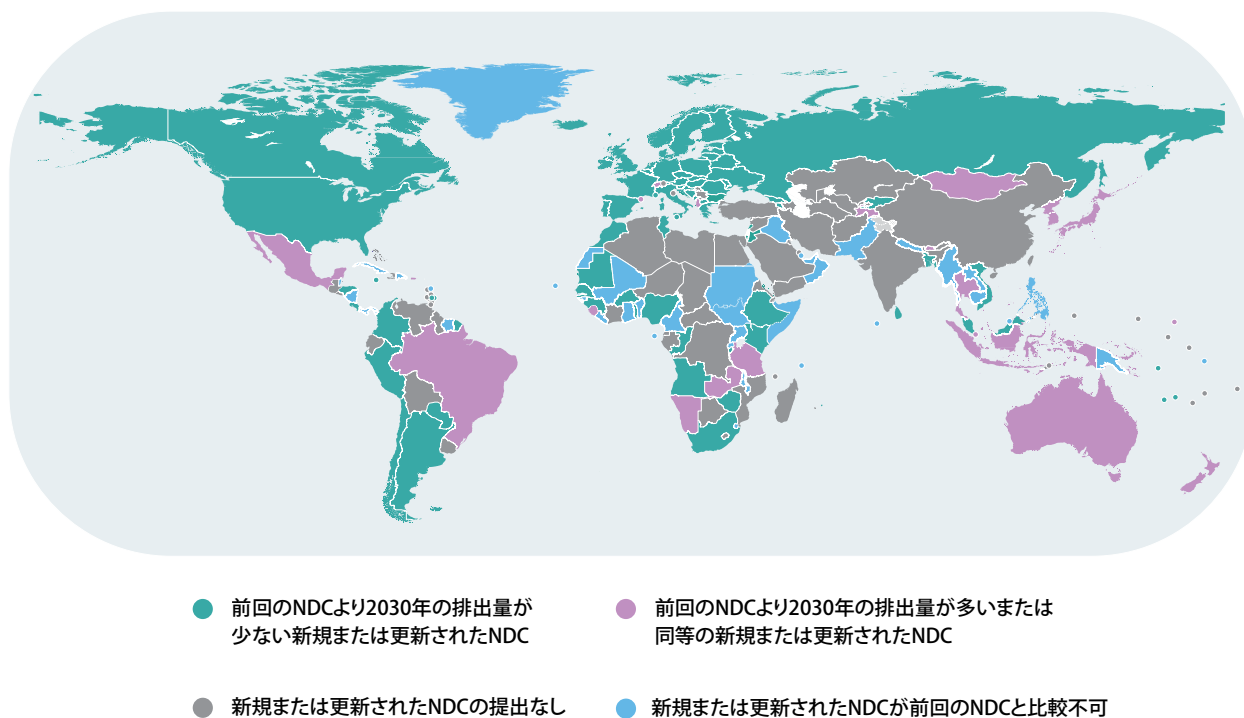 前回のNDCより2030年の排出量が
少ない新規または更新されたNDC
前回のNDCより2030年の排出量が多いまたは
同等の新規または更新されたNDC
新規または更新されたNDCの提出なし
新規または更新されたNDCが前回のNDCと比較不可